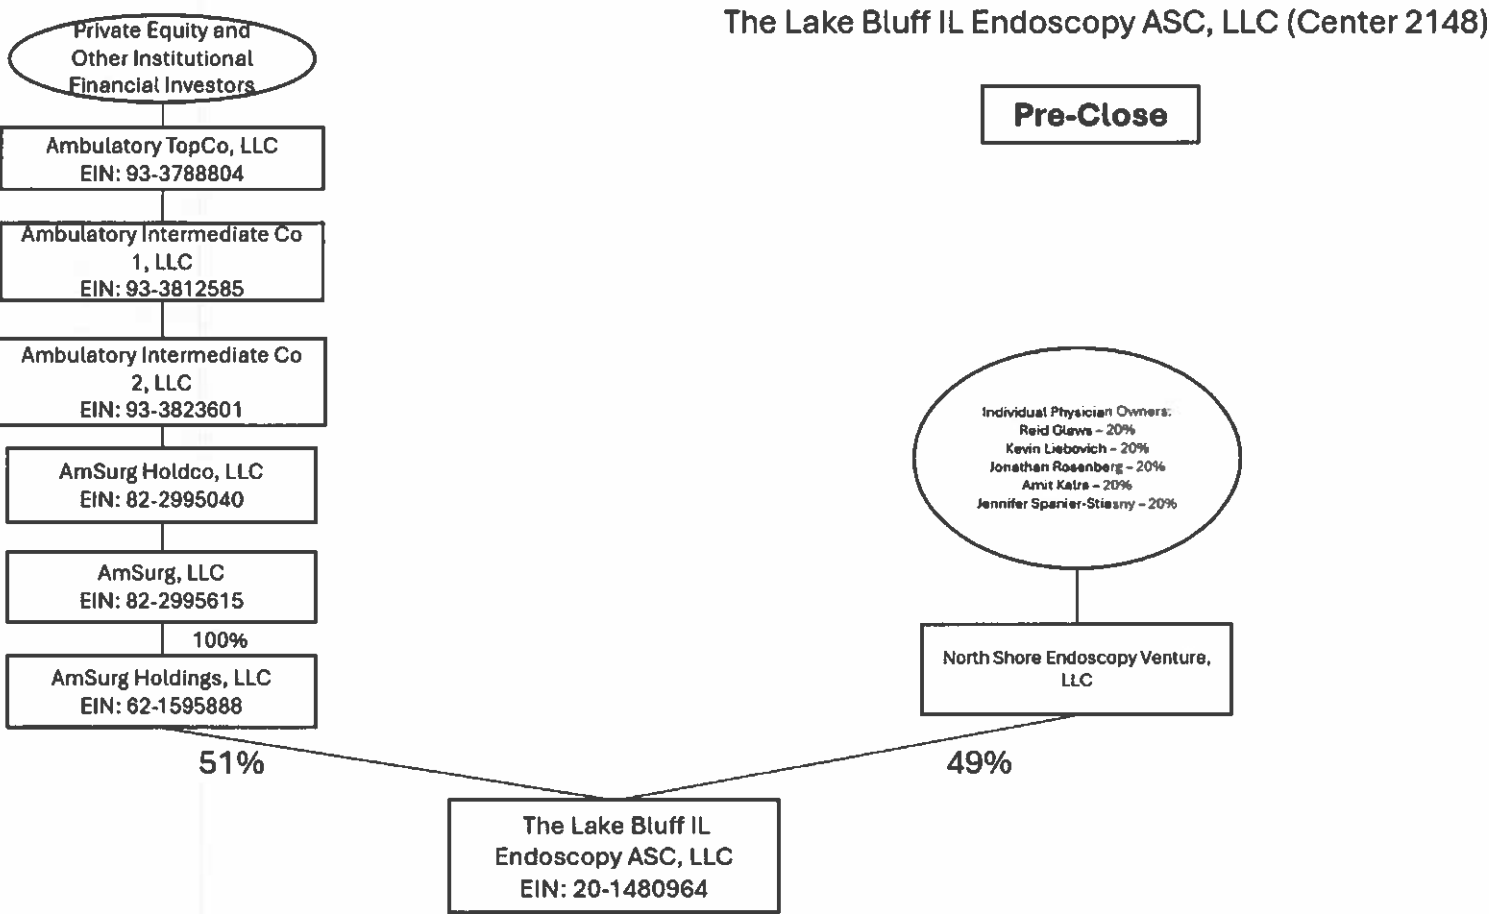 The Lake Bluff IL Endoscopy ASC, LLC (Center 2148)
Pre-Close
Private Equity and
Other Institutional
Financial Investors
Ambulatory TopCo, LLC
EIN: 93-3788804
Ambulatory Intermediate Co
1, LLC
EIN: 93-3812585
Ambulatory Intermediate Co
2, LLC
EIN: 93-3823601
AmSurg Holdco, LLC
EIN: 82-2995040
AmSurg, LLC
EIN: 82-2995615
100%
AmSurg Holdings, LLC
EIN: 62-1595888
51%
Individual Physician Owners:
Reid Glaws – 20%
Kevin Liebovich – 20%
Jonathan Rosenberg – 20%
Amit Kalra – 20%
Jennifer Spanier-Stiasny – 20%
North Shore Endoscopy Venture,
LLC
49%
The Lake Bluff IL
Endoscopy ASC, LLC
EIN: 20-1480964